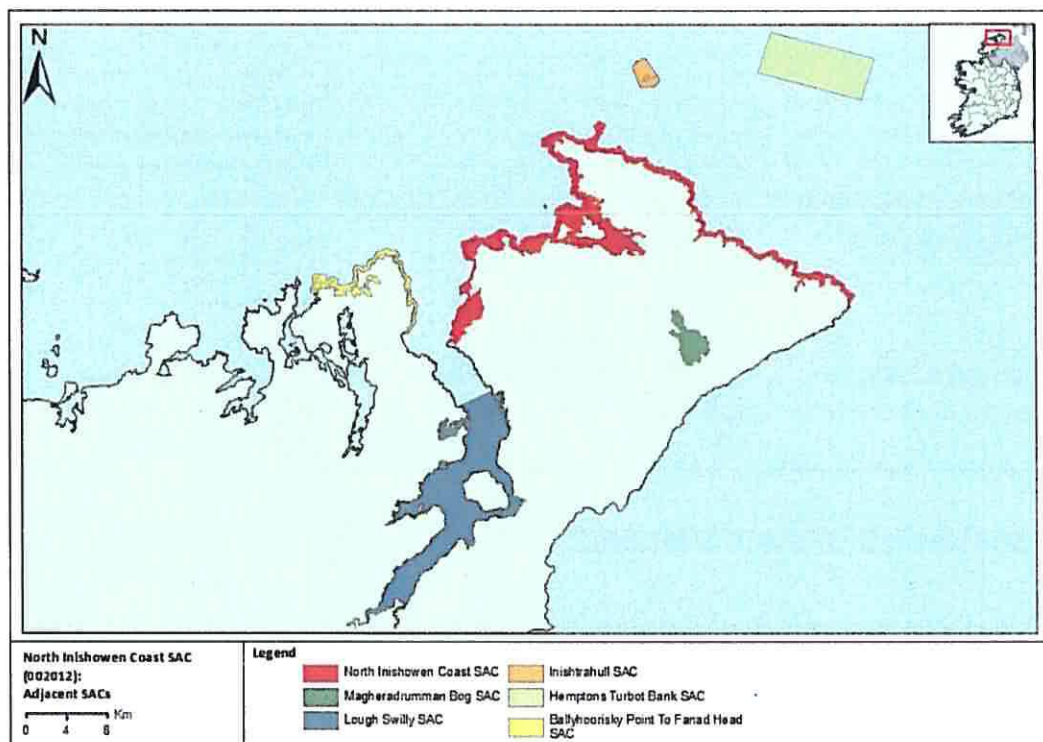 N
North Inishowen Coast SAC
(002012):
Adjacent SACs
Km
0 4 8
Legend
North Inishowen Coast SAC
Magheradrumman Bog SAC
Lough Swilly SAC
Inishtrahull SAC
Hemptons Turbot Bank SAC
Ballyhoorisky Point To Fanad Head
SAC